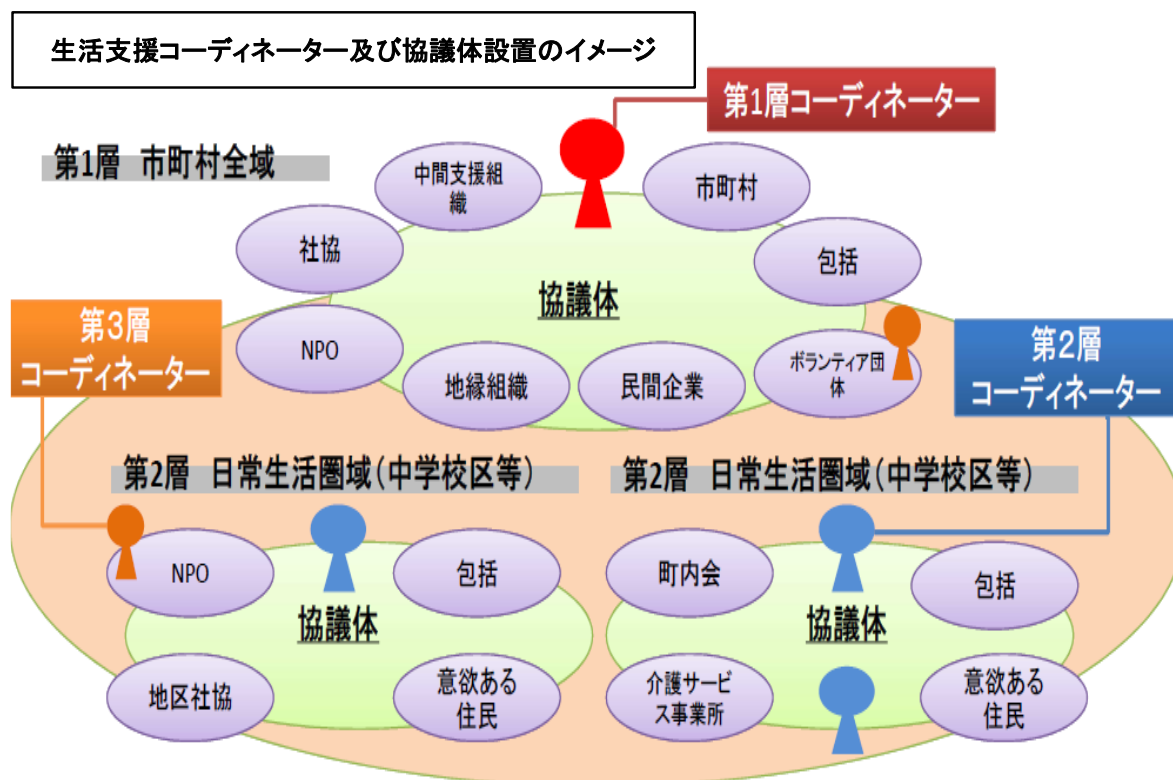 生活支援コーディネーター及び協議体設置のイメージ
第1層コーディネーター
第1層 市町村全域
中間支援組
織
市町村
社協
包括
協議体
NPO
ボランティア団
体
地縁組織
民間企業
第3層
コーディネーター
第2層
コーディネーター
第2層 日常生活圏域(中学校区等)
第2層 日常生活圏域(中学校区等)
NPO
包括
協議体
地区社協
意欲ある
住民
町内会
包括
協議体
介護サービ
ス事業所
意欲ある
住民